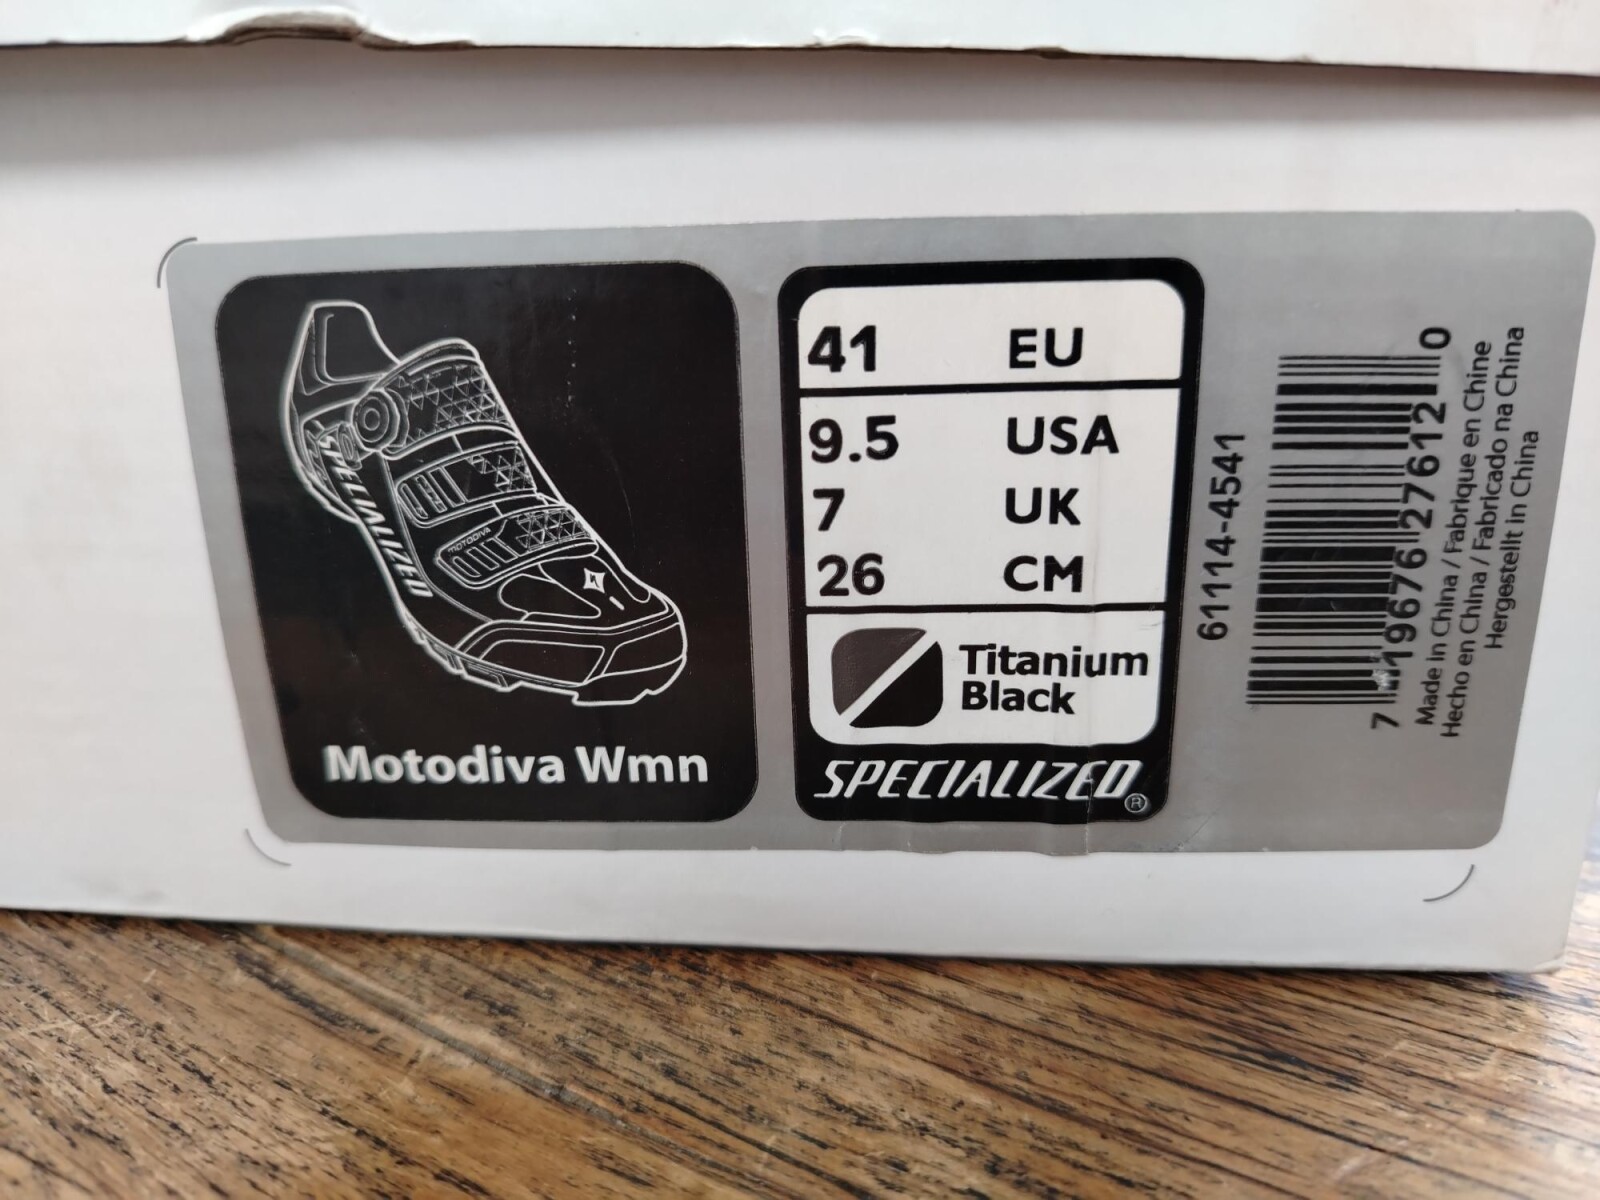 SPECIALIZED
MOTODIVA
Motodiva Wmn
41 EU
9.5 USA
7 UK
26 CM
Titanium
Black
SPECIALIZED®
61114-4541
7 19676 27612 0
Made in China / Fabrique en Chine
Hecho en China / Fabricado na China
Hergestellt in China